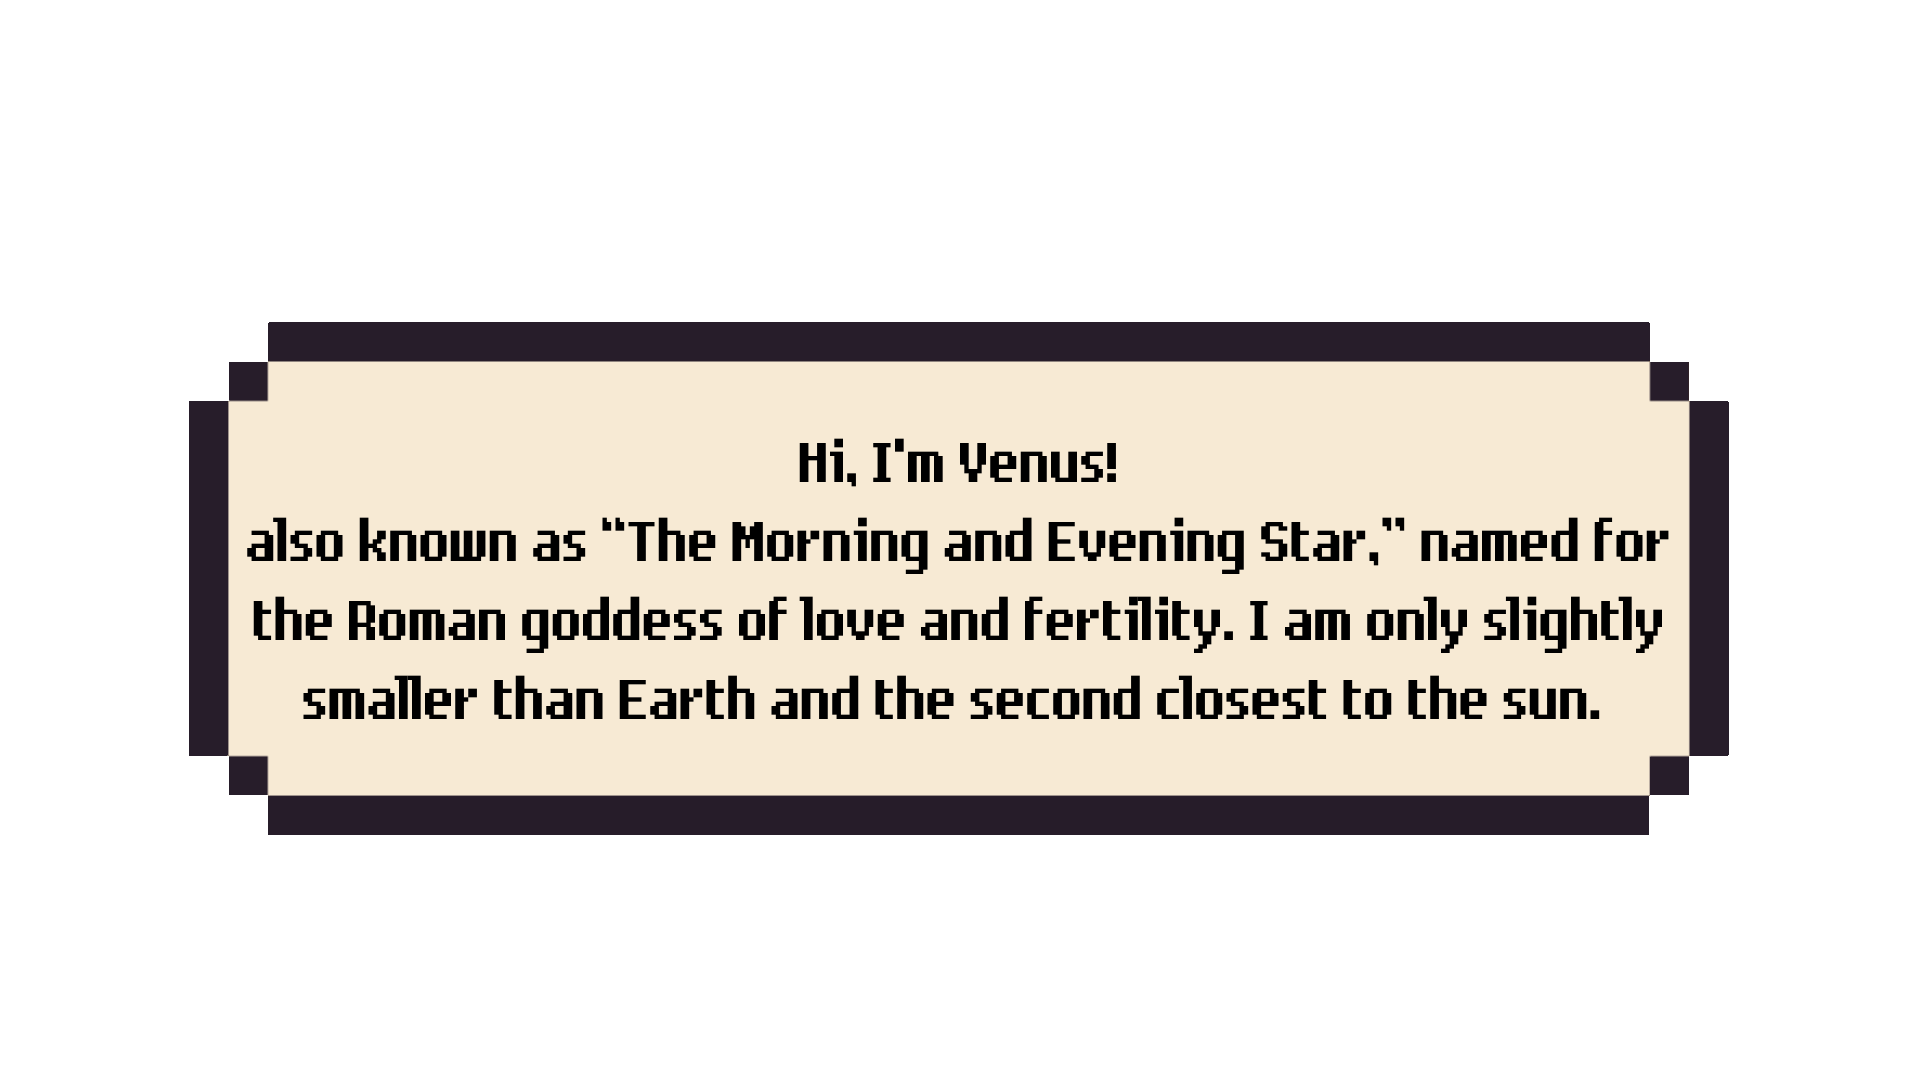 Hi, I'm Venus!
also known as “The Morning and Evening Star,” named for
the Roman goddess of love and fertility. I am only slightly
smaller than Earth and the second closest to the sun.